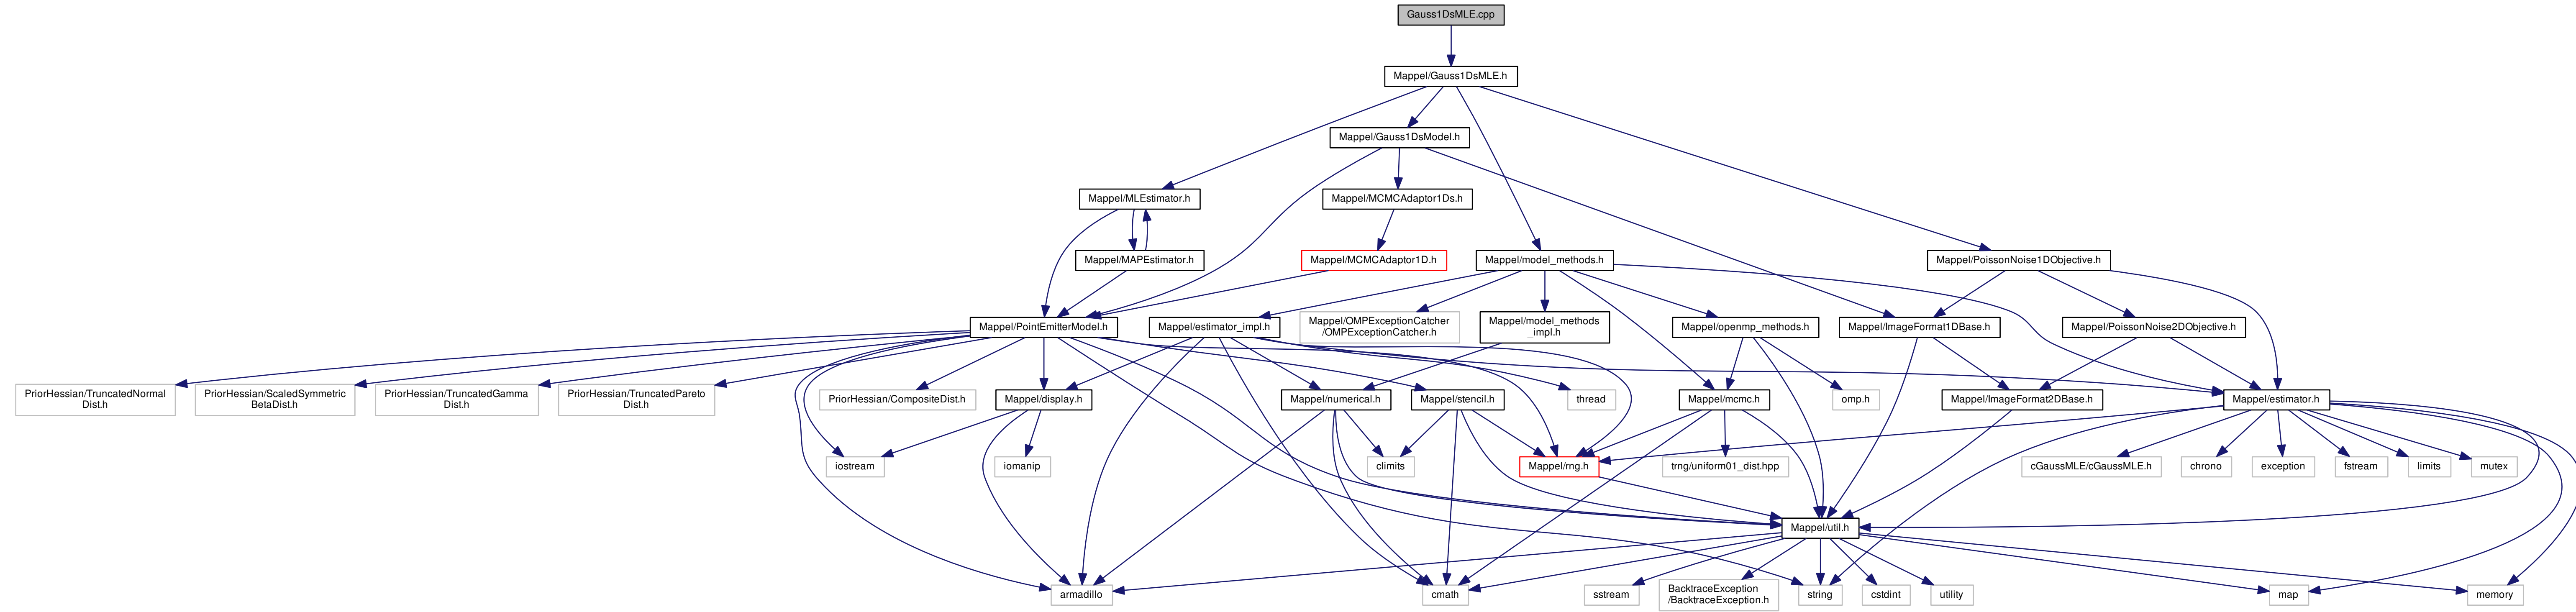 Gauss1DsMLE.cpp
Mappel/Gauss1DsMLE.h
Mappel/Gauss1DsModel.h
Mappel/MLEstimator.h
Mappel/MCMCAdaptor1Ds.h
Mappel/MAPEstimator.h
Mappel/MCMCAdaptor1D.h
Mappel/model_methods.h
Mappel/PoissonNoise1DObjective.h
Mappel/PointEmitterModel.h
Mappel/estimator_impl.h
Mappel/OMPExceptionCatcher
/OMPExceptionCatcher.h
Mappel/model_methods
_impl.h
Mappel/openmp_methods.h
Mappel/ImageFormat1DBase.h
Mappel/PoissonNoise2DObjective.h
PriorHessian/TruncatedNormal
Dist.h
PriorHessian/ScaledSymmetric
BetaDist.h
PriorHessian/TruncatedGamma
Dist.h
PriorHessian/TruncatedPareto
Dist.h
PriorHessian/CompositeDist.h
Mappel/display.h
Mappel/numerical.h
Mappel/stencil.h
thread
Mappel/mcmc.h
omp.h
Mappel/ImageFormat2DBase.h
Mappel/estimator.h
iostream
iomanip
climits
Mappel/rng.h
trng/uniform01_dist.hpp
cGaussMLE/cGaussMLE.h
chrono
exception
fstream
limits
mutex
Mappel/util.h
armadillo
cmath
sstream
BacktraceException
/BacktraceException.h
string
cstdint
utility
map
memory